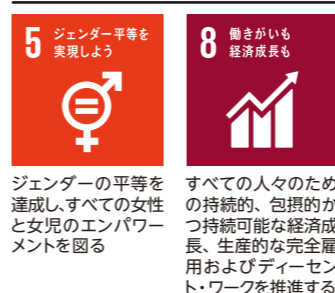 5 ジェンダー平等を
実現しよう
ジェンダーの平等を
達成し、すべての女性
と女児のエンパワー
メントを図る
8 働きがいも
経済成長も
すべての人々のため
の持続的、包摂的か
つ持続可能な経済成
長、生産的な完全雇
用およびディーセン
ト・ワークを推進する